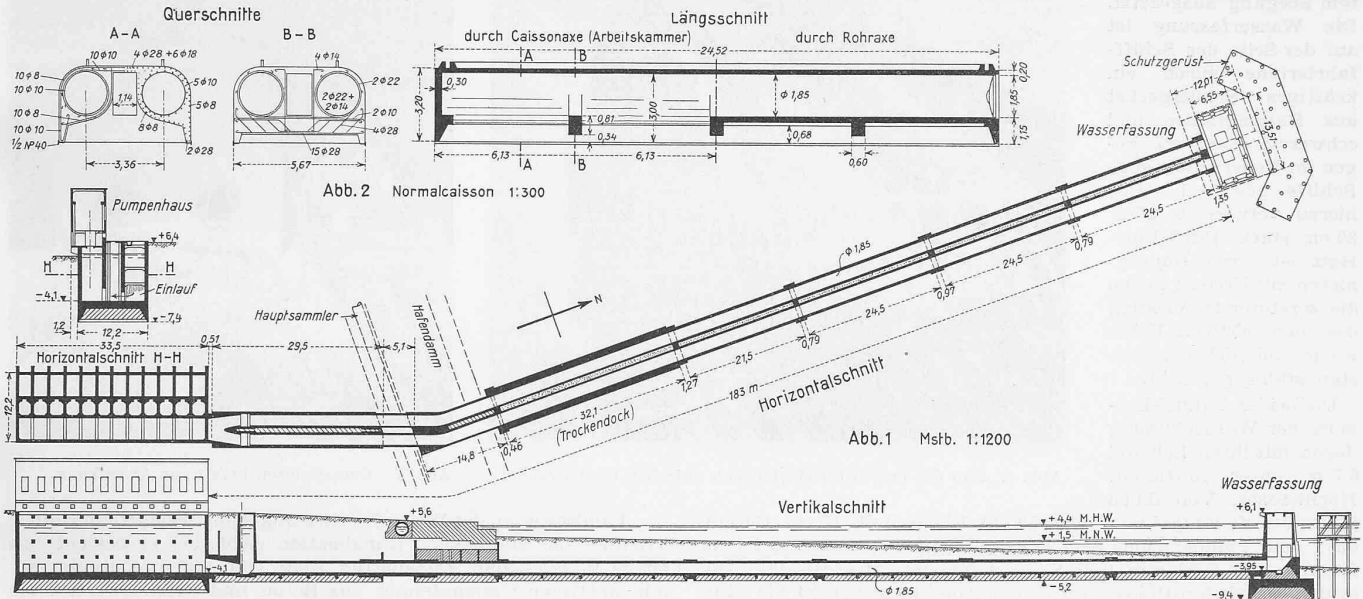 Querschnitte
A-A
B-B
10Φ10
4Φ28+6Φ18
4Φ14
10Φ8
10Φ10
5Φ10
2Φ22
1,14
5Φ8
2Φ22+
2Φ14
10Φ8
8Φ8
2Φ10
10Φ10
4Φ28
½ №40
2Φ28
15Φ28
3,36
5,67
Längsschnitt
durch Caissonaxe (Arbeitskammer)
durch Rohraxe
24,52
A
B
0,30
0,20
3,20
3,00
Φ 1,85
1,85
0,81
0,34
0,68
1,15
6,13
6,13
0,60
A
B
Abb. 2 Normalcaisson 1:300
Schutzgerüst
12,01
6,55
13,5
Wasserfassung
1,35
24,5
0,79
24,5
Φ 1,85
0,97
24,5
0,79
21,5
1,27
183 m
Horizontalschnitt
32,1
(Trockendock)
0,46
14,8
Abb.1 Mstb. 1:1200
N
Pumpenhaus
+6,4
H
H
Einlauf
-4,1
-7,4
1,2
12,2
Hauptsammler
Hafendamm
33,5
0,51
29,5
5,1
Horizontalschnitt H-H
12,2
Vertikalschnitt
Wasserfassung
+6,1
+5,6
+4,4 M.H.W.
+1,5 M.N.W.
-4,1
Φ 1.85
-5,2
-3,95
-9,4